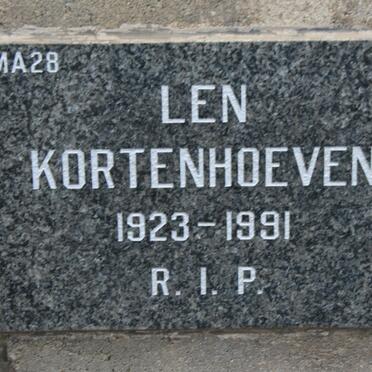 MA28
LEN
KORTENHOEVEN
1923-1991
R. I. P.